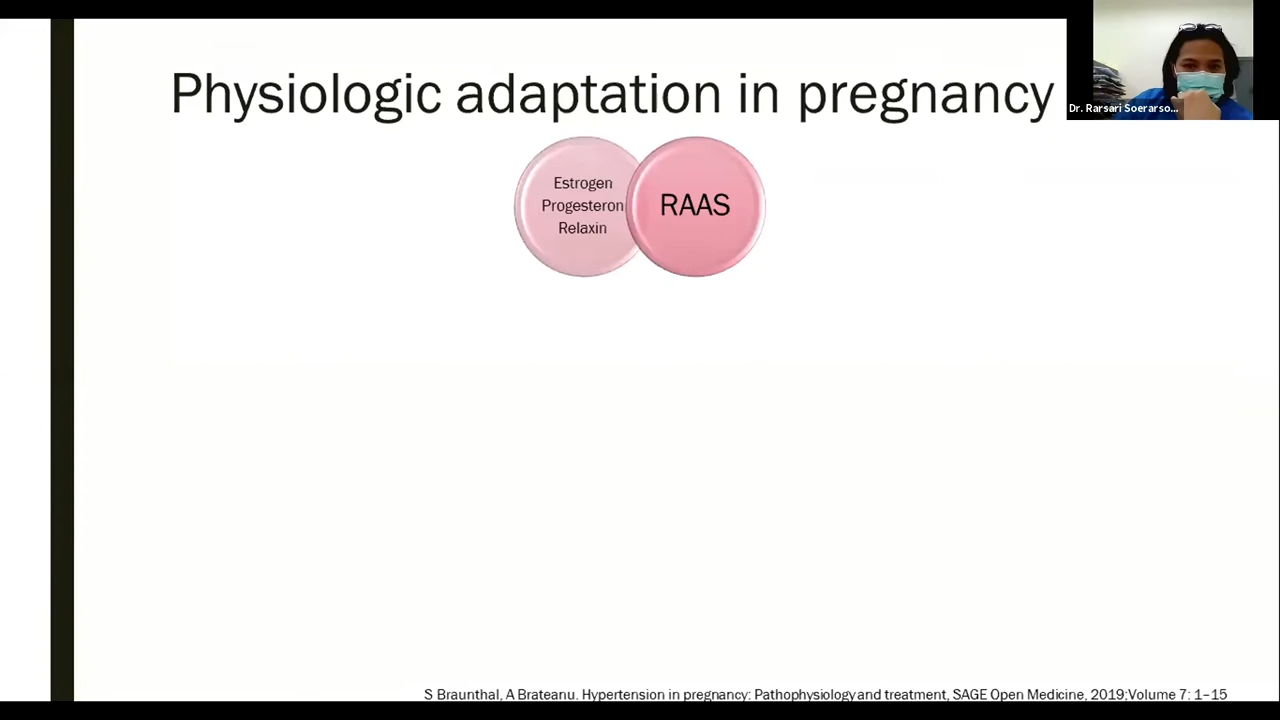 Physiologic adaptation in pregnancy
Dr. Rarsari Soerarso...
Estrogen
Progesteron
Relaxin
RAAS
S Braunthal, A Brateanu. Hypertension in pregnancy: Pathophysiology and treatment, SAGE Open Medicine, 2019;Volume 7: 1–15